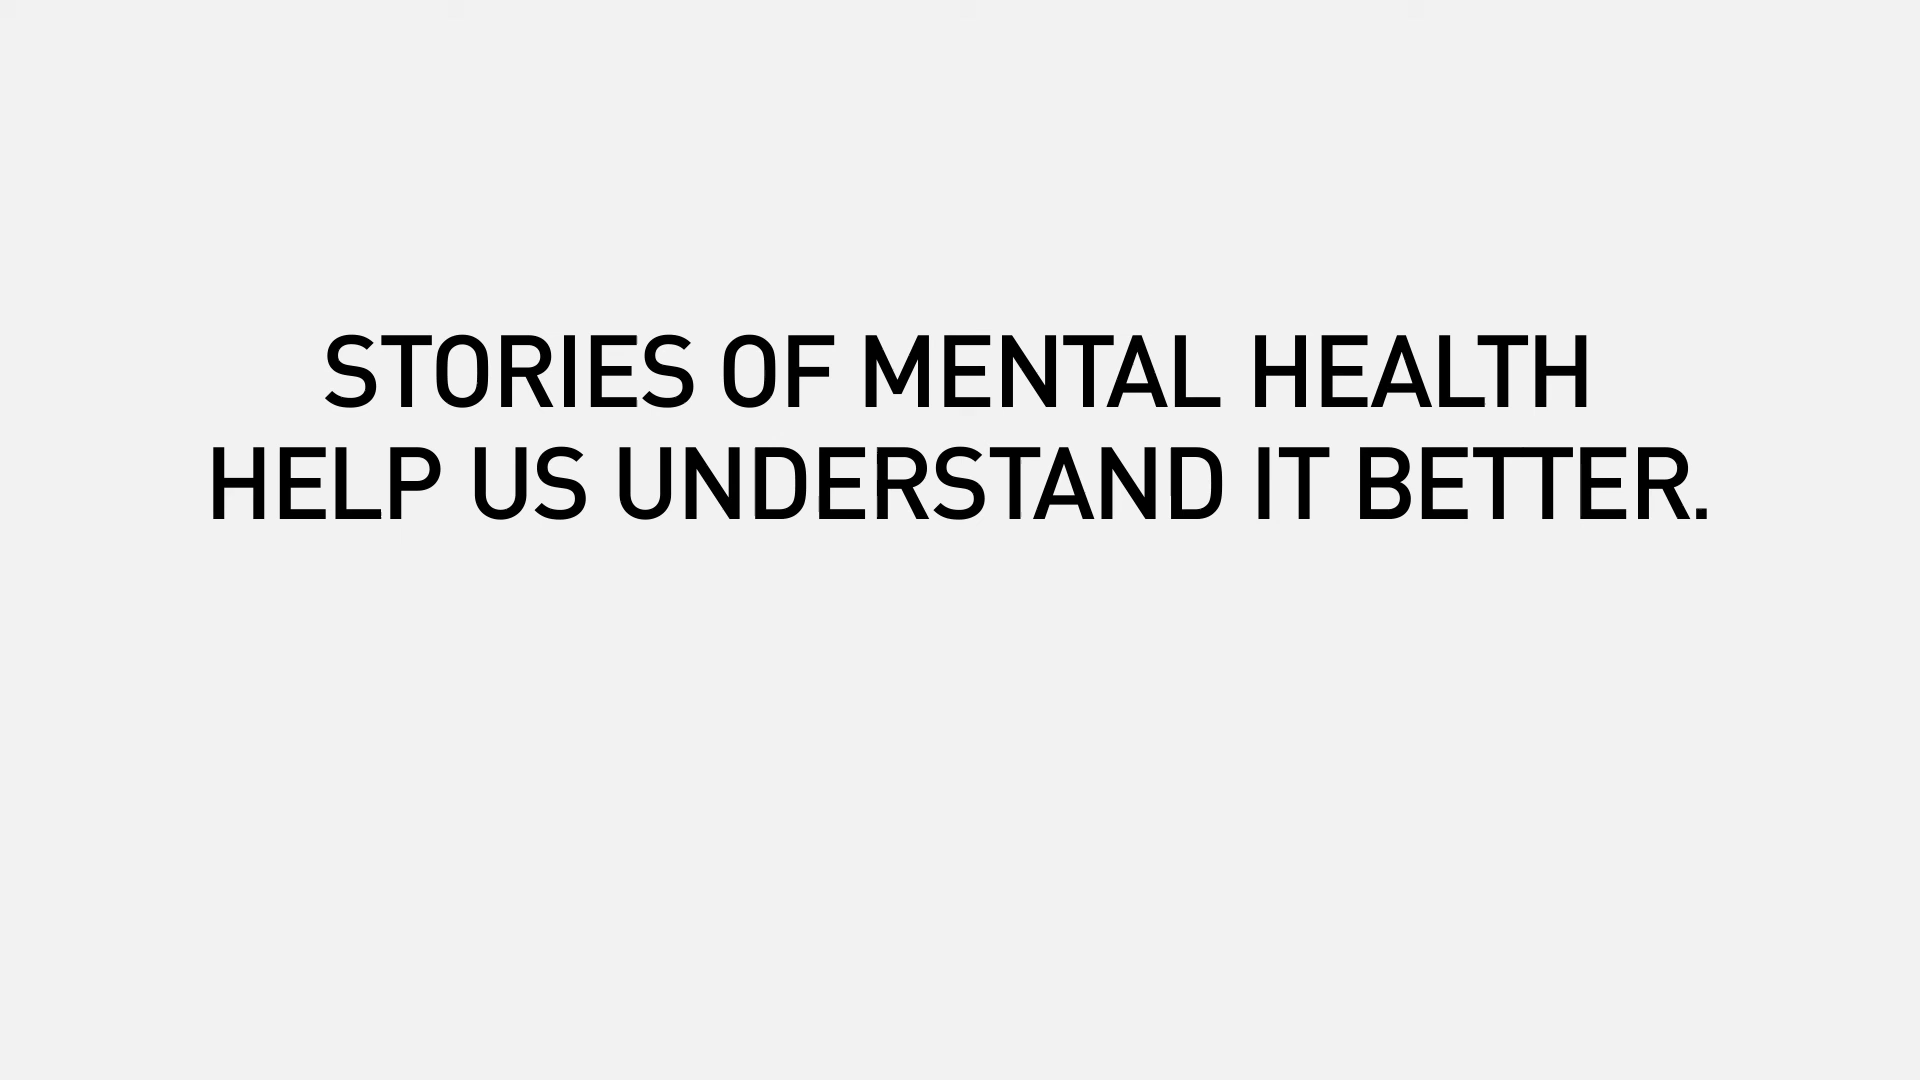 STORIES OF MENTAL HEALTH
HELP US UNDERSTAND IT BETTER.